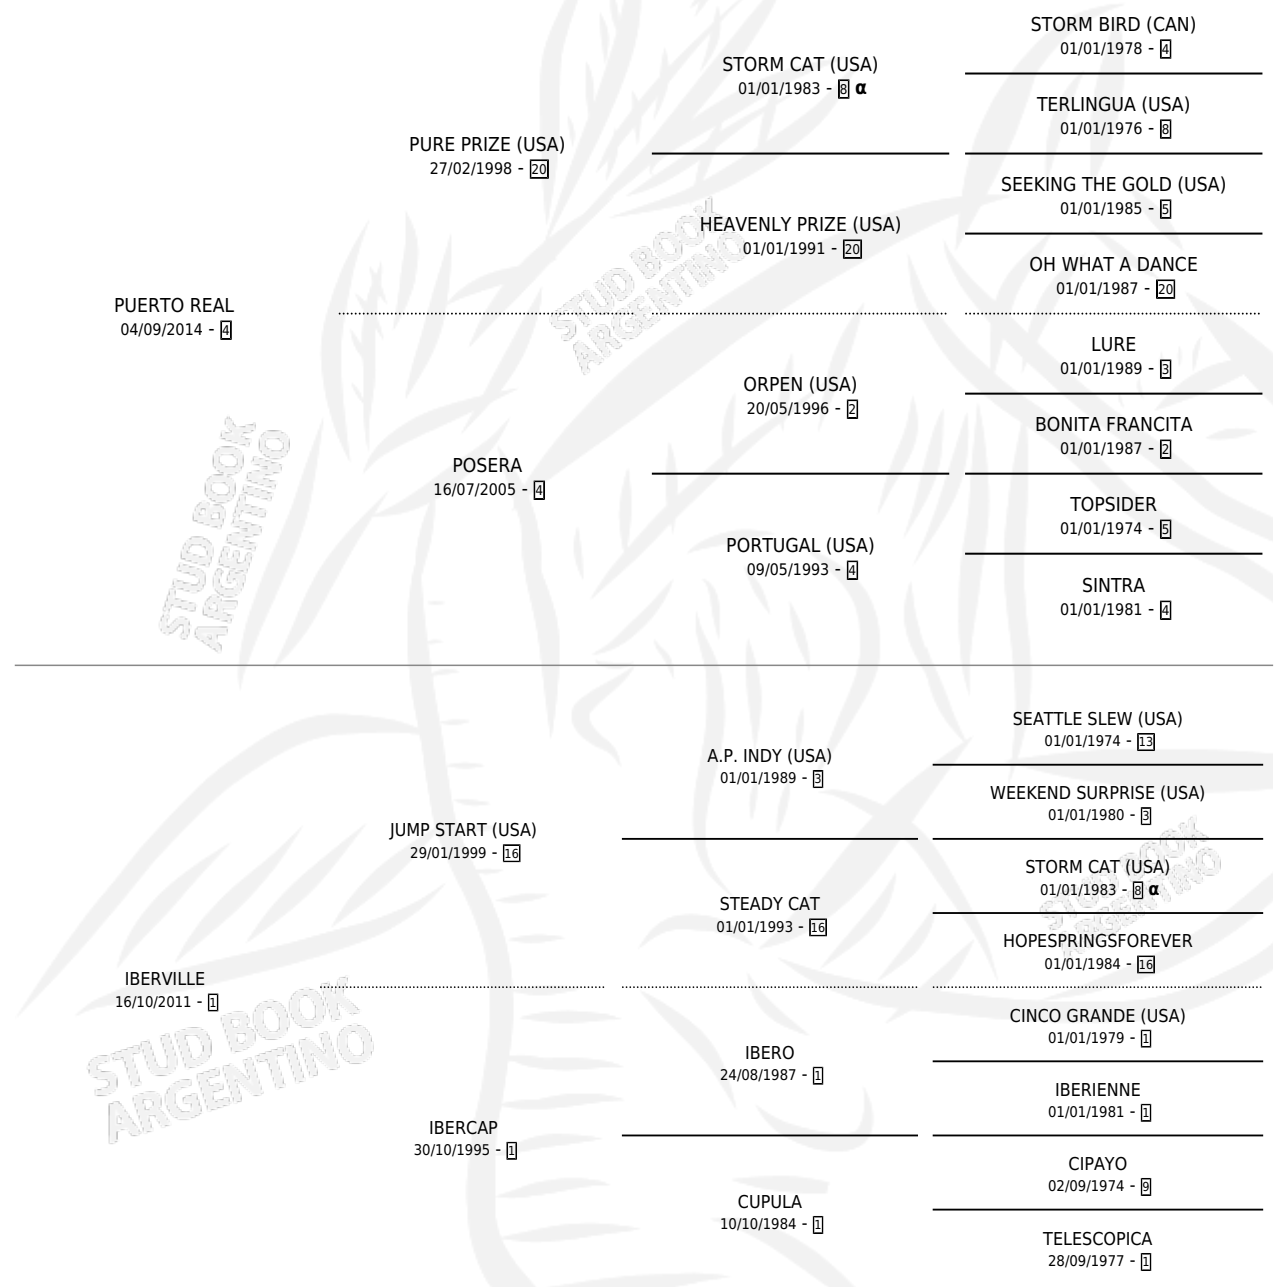 STORM BIRD (CAN)
01/01/1978 - 4
STORM CAT (USA)
01/01/1983 - 8 α
TERLINGUA (USA)
01/01/1976 - 8
PURE PRIZE (USA)
27/02/1998 - 20
SEEKING THE GOLD (USA)
01/01/1985 - 5
HEAVENLY PRIZE (USA)
01/01/1991 - 20
OH WHAT A DANCE
01/01/1987 - 20
PUERTO REAL
04/09/2014 - 4
LURE
01/01/1989 - 3
ORPEN (USA)
20/05/1996 - 2
BONITA FRANCITA
01/01/1987 - 2
POSERA
16/07/2005 - 4
TOPSIDER
01/01/1974 - 5
PORTUGAL (USA)
09/05/1993 - 4
SINTRA
01/01/1981 - 4
STUD BOOK
ARGENTINO
STUD BOOK
ARGENTINO
SEATTLE SLEW (USA)
01/01/1974 - 13
A.P. INDY (USA)
01/01/1989 - 3
WEEKEND SURPRISE (USA)
01/01/1980 - 3
JUMP START (USA)
29/01/1999 - 16
STORM CAT (USA)
01/01/1983 - 8 α
STEADY CAT
01/01/1993 - 16
HOPESPRINGSFOREVER
01/01/1984 - 16
IBERVILLE
16/10/2011 - 1
CINCO GRANDE (USA)
01/01/1979 - 1
IBERO
24/08/1987 - 1
IBERIENNE
01/01/1981 - 1
IBERCAP
30/10/1995 - 1
CIPAYO
02/09/1974 - 9
CUPULA
10/10/1984 - 1
TELESCOPICA
28/09/1977 - 1
STUD BOOK
ARGENTINO
STUD BOOK
ARGENTINO